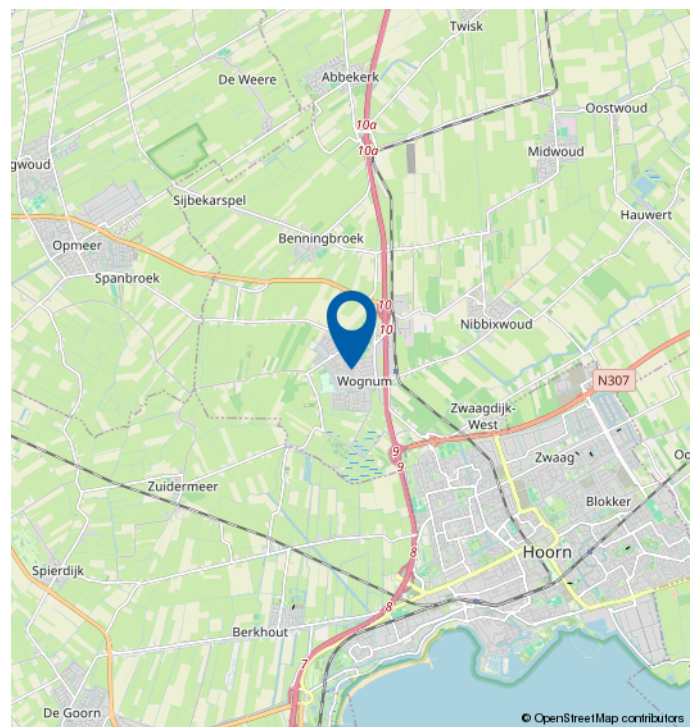 Twisk
De Weere
Abbekerk
Oostwoud
10a
10a
Midwoud
gwoud
Sijbekarspel
Hauwert
Benningbroek
Opmeer
Spanbroek
10
10
Nibbixwoud
Wognum
N307
Zwaagdijk-
West
9
9
Zwaag
Oo
Zuidermeer
Blokker
8
Hoorn
Spierdijk
8
Berkhout
7
De Goorn
© OpenStreetMap contributors